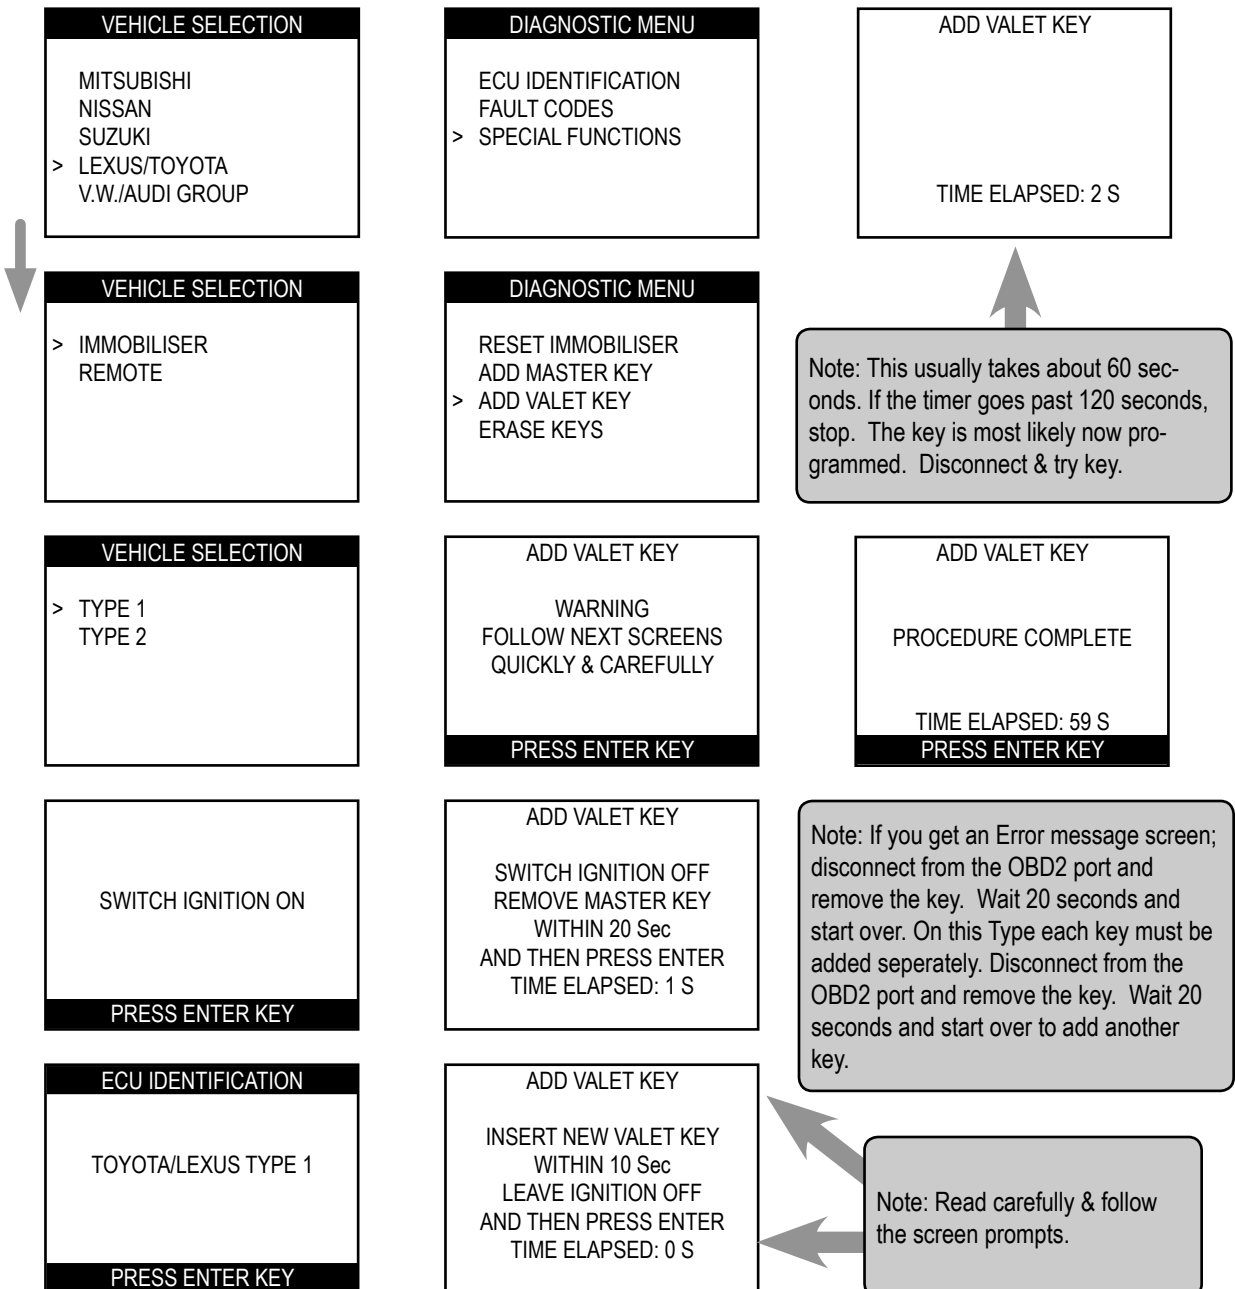 VEHICLE SELECTION
MITSUBISHI
NISSAN
SUZUKI
> LEXUS/TOYOTA
V.W./AUDI GROUP
VEHICLE SELECTION
> IMMOBILISER
REMOTE
VEHICLE SELECTION
> TYPE 1
TYPE 2
SWITCH IGNITION ON
PRESS ENTER KEY
ECU IDENTIFICATION
TOYOTA/LEXUS TYPE 1
PRESS ENTER KEY
DIAGNOSTIC MENU
ECU IDENTIFICATION
FAULT CODES
> SPECIAL FUNCTIONS
DIAGNOSTIC MENU
RESET IMMOBILISER
ADD MASTER KEY
> ADD VALET KEY
ERASE KEYS
ADD VALET KEY
WARNING
FOLLOW NEXT SCREENS
QUICKLY & CAREFULLY
PRESS ENTER KEY
ADD VALET KEY
SWITCH IGNITION OFF
REMOVE MASTER KEY
WITHIN 20 Sec
AND THEN PRESS ENTER
TIME ELAPSED: 1 S
ADD VALET KEY
INSERT NEW VALET KEY
WITHIN 10 Sec
LEAVE IGNITION OFF
AND THEN PRESS ENTER
TIME ELAPSED: 0 S
ADD VALET KEY
TIME ELAPSED: 2 S
Note: This usually takes about 60 sec-
onds. If the timer goes past 120 seconds,
stop. The key is most likely now pro-
grammed. Disconnect & try key.
ADD VALET KEY
PROCEDURE COMPLETE
TIME ELAPSED: 59 S
PRESS ENTER KEY
Note: If you get an Error message screen;
disconnect from the OBD2 port and
remove the key. Wait 20 seconds and
start over. On this Type each key must be
added seperately. Disconnect from the
OBD2 port and remove the key. Wait 20
seconds and start over to add another
key.
Note: Read carefully & follow
the screen prompts.